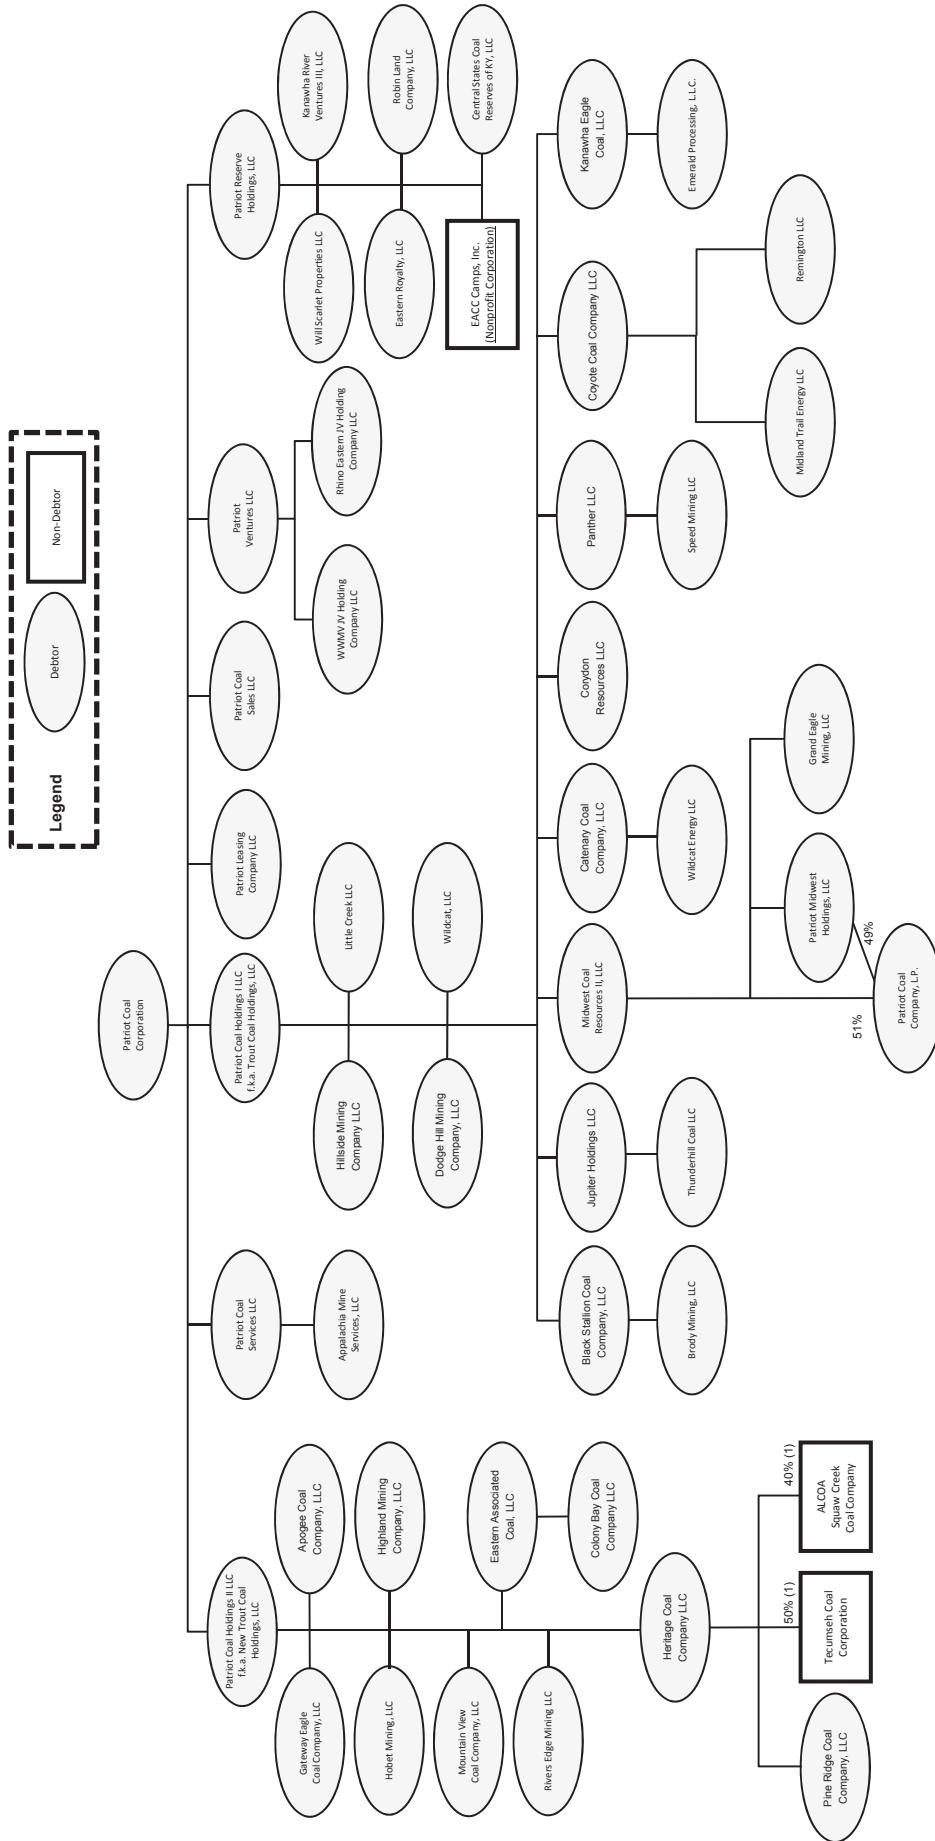 Legend
Debtor
Non-Debtor
Patriot Coal
Corporation
Patriot Coal Holdings II LLC
f.k.a. New Trout Coal
Holdings, LLC
Patriot Coal
Services LLC
Patriot Coal Holdings I LLC
f.k.a. Trout Coal Holdings, LLC
Patriot Leasing
Company LLC
Patriot Coal
Sales LLC
Patriot
Ventures LLC
Patriot Reserve
Holdings, LLC
Gateway Eagle
Coal Company, LLC
Apogee Coal
Company, LLC
Hobet Mining, LLC
Highland Mining
Company, LLC
Mountain View
Coal Company, LLC
Eastern Associated
Coal, LLC
Rivers Edge Mining LLC
Colony Bay Coal
Company LLC
Heritage Coal
Company LLC
Pine Ridge Coal
Company, LLC
50% (1)
Tecumseh Coal
Corporation
40% (1)
ALCOA
Squaw Creek
Coal Company
Appalachia Mine
Services, LLC
Hillside Mining
Company LLC
Little Creek LLC
Dodge Hill Mining
Company, LLC
Wildcat, LLC
WWMV JV Holding
Company LLC
Rhino Eastern JV Holding
Company LLC
Will Scarlet Properties LLC
Kanawha River
Ventures III, LLC
Eastern Royalty, LLC
Robin Land
Company, LLC
EACC Camps, Inc.
(Nonprofit Corporation)
Central States Coal
Reserves of KY, LLC
Black Stallion Coal
Company, LLC
Jupiter Holdings LLC
Midwest Coal
Resources II, LLC
Catenary Coal
Company, LLC
Corydon
Resources LLC
Panther LLC
Coyote Coal Company LLC
Kanawha Eagle
Coal, LLC
Brody Mining, LLC
Thunderhill Coal LLC
Wildcat Energy LLC
Speed Mining LLC
Emerald Processing, L.L.C.
Patriot Midwest
Holdings, LLC
Grand Eagle
Mining, LLC
Midland Trail Energy LLC
Remington LLC
51%
49%
Patriot Coal
Company, L.P.